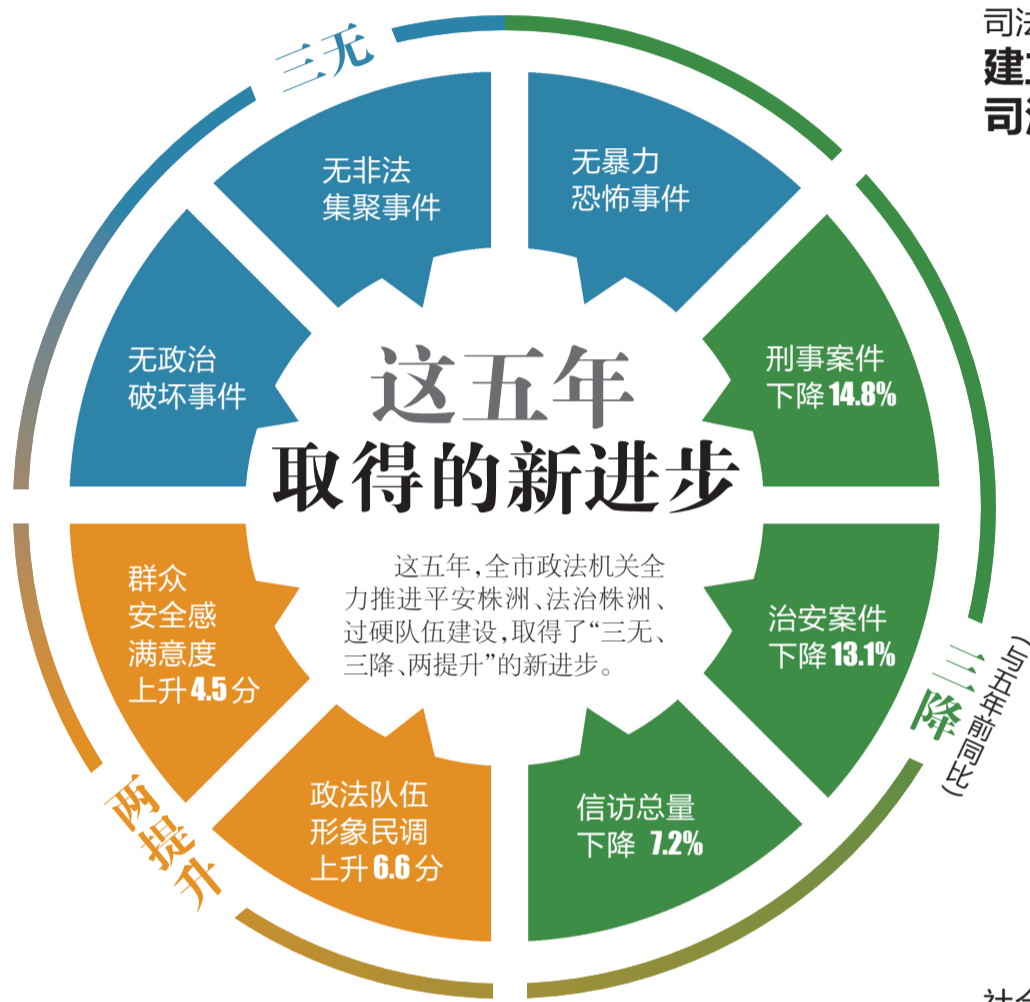 司法
建立
司法
三无
无非法
集聚事件
无暴力
恐怖事件
无政治
破坏事件
刑事案件
下降14.8%
这五年
取得的新进步
这五年,全市政法机关全
力推进平安株洲、法治株洲、
过硬队伍建设,取得了“三无、
三降、两提升”的新进步。
群众
安全感
满意度
上升4.5分
治安案件
下降13.1%
三降
(与五年前同比)
两提升
政法队伍
形象民调
上升6.6分
信访总量
下降 7.2%